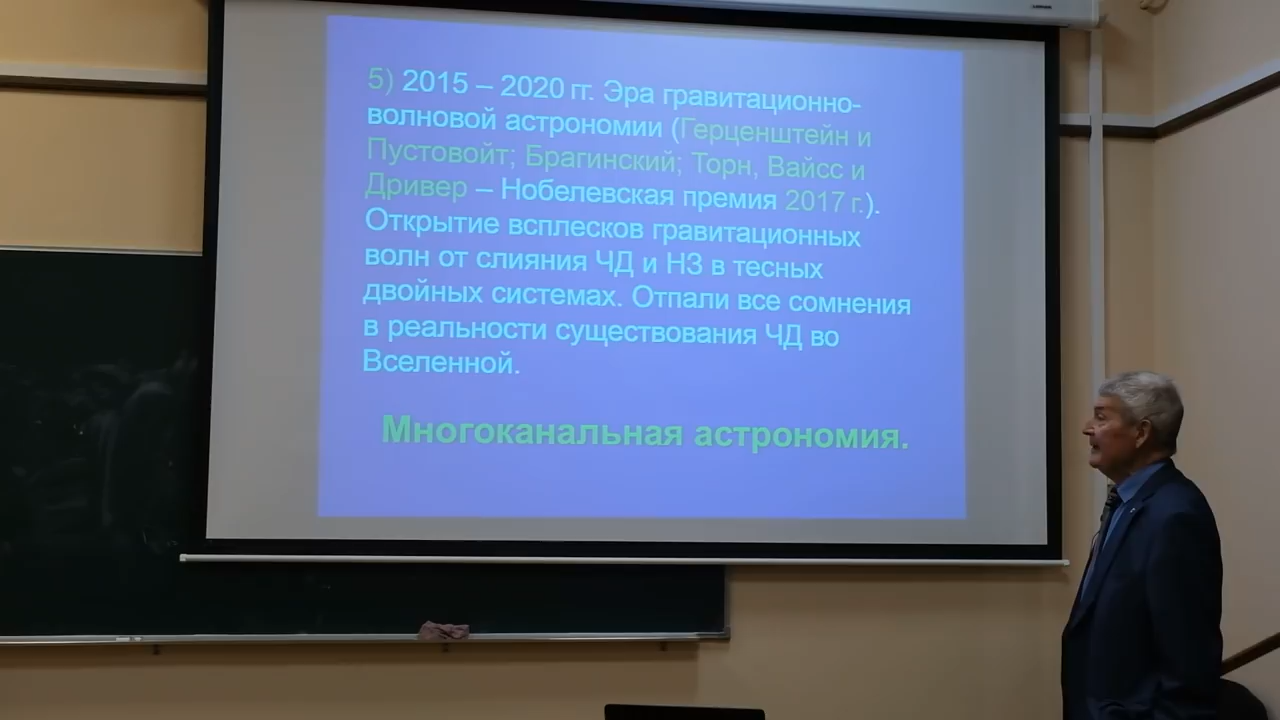 5) 2015 – 2020 гг. Эра гравитационно-
волновой астрономии (Герценштейн и
Пустовойт; Брагинский; Торн, Вайсс и
Дривер – Нобелевская премия 2017 г.).
Открытие всплесков гравитационных
волн от слияния ЧД и НЗ в тесных
двойных системах. Отпали все сомнения
в реальности существования ЧД во
Вселенной.
Многоканальная астрономия.